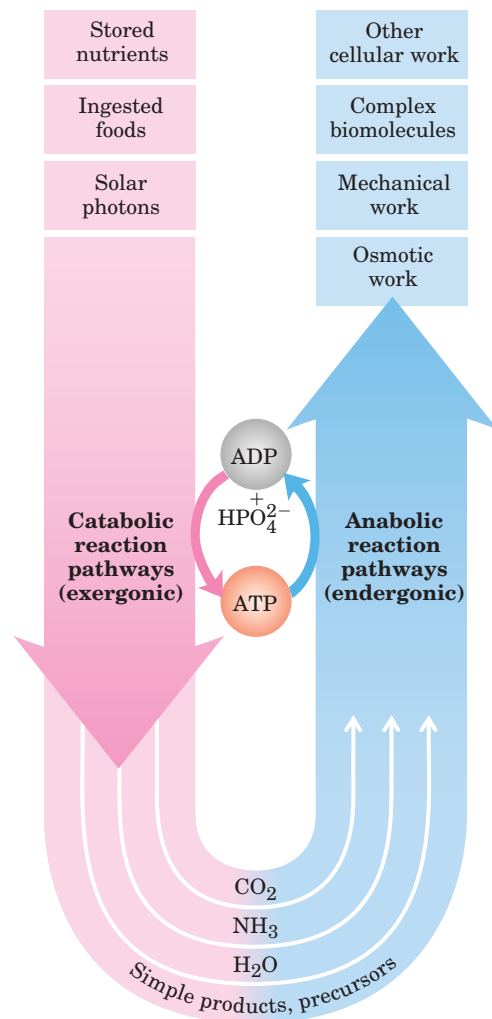 Stored
nutrients
Ingested
foods
Solar
photons
Other
cellular work
Complex
biomolecules
Mechanical
work
Osmotic
work
ADP
+
HPO₄²⁻
ATP
Catabolic
reaction
pathways
(exergonic)
Anabolic
reaction
pathways
(endergonic)
CO₂
NH₃
H₂O
Simple products, precursors